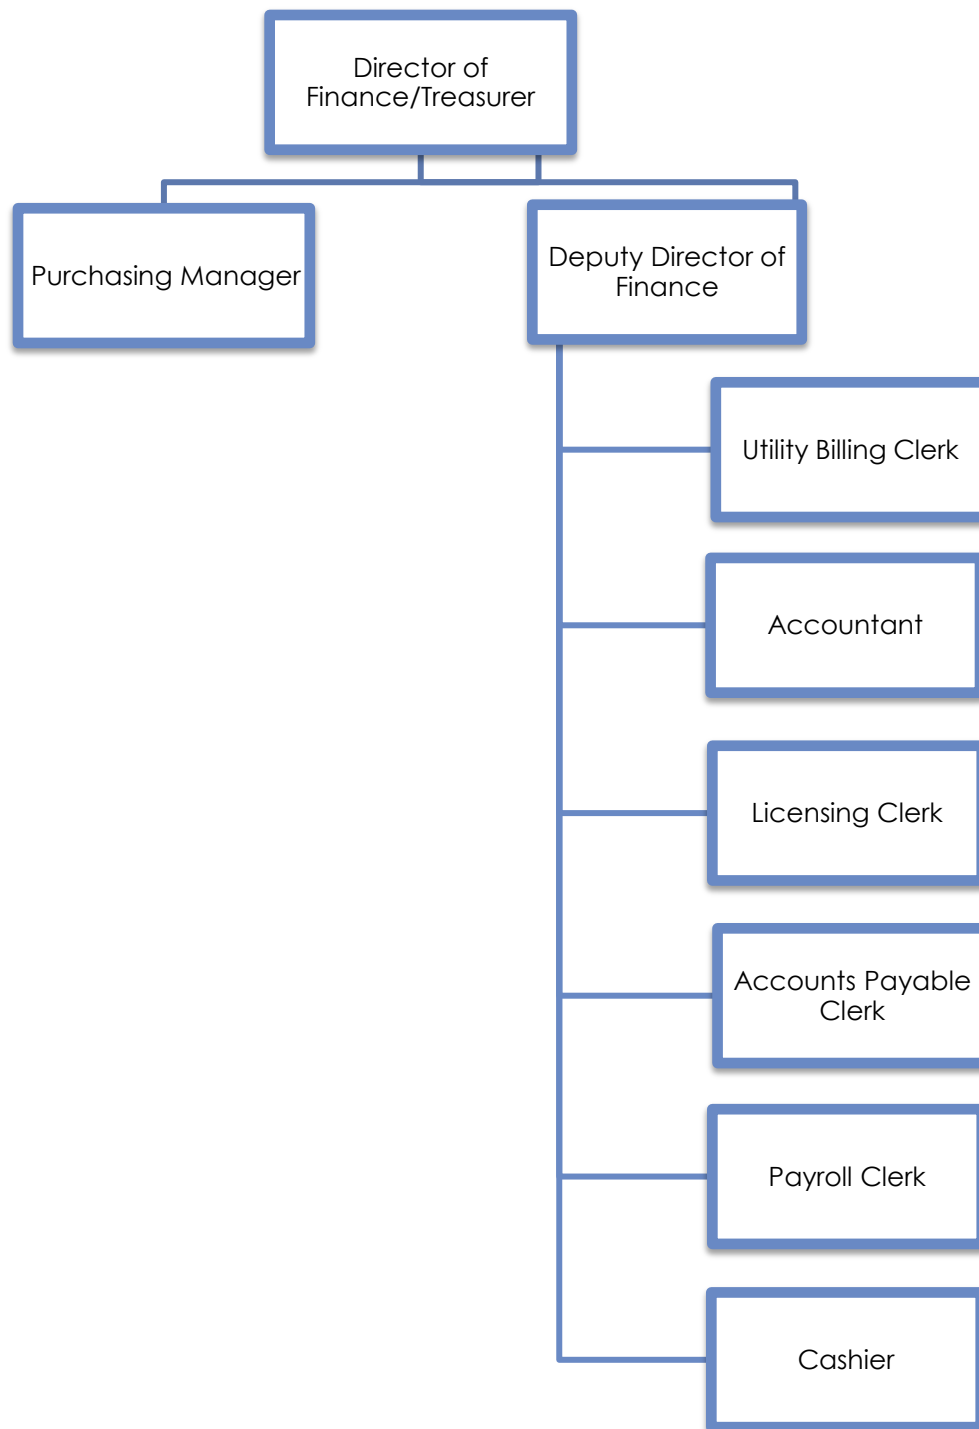 Director of
Finance/Treasurer
Purchasing Manager
Deputy Director of
Finance
Utility Billing Clerk
Accountant
Licensing Clerk
Accounts Payable
Clerk
Payroll Clerk
Cashier